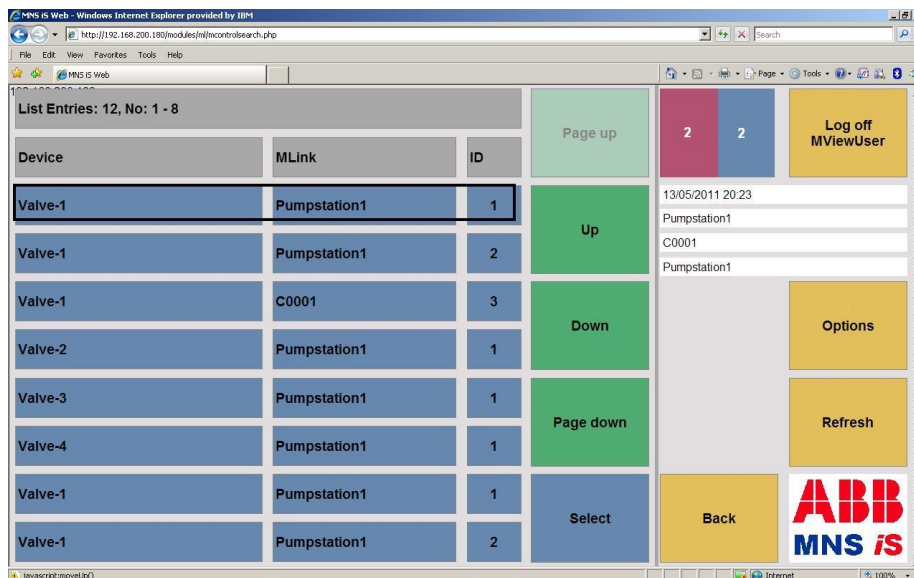 MNS iS Web - Windows Internet Explorer provided by IBM
http://192.168.200.180/modules/ml/mcontrolsearch.php
Search
File Edit View Favorites Tools Help
MNS iS Web
Page Tools
List Entries: 12, No: 1 - 8
Page up
2 2
Log off
MViewUser
Device MLink ID
Valve-1 Pumpstation1 1
Up
13/05/2011 20:23
Pumpstation1
C0001
Pumpstation1
Valve-1 Pumpstation1 2
Valve-1 C0001 3
Down
Options
Valve-2 Pumpstation1 1
Valve-3 Pumpstation1 1
Page down
Refresh
Valve-4 Pumpstation1 1
Valve-1 Pumpstation1 1
Select
Back
ABB
MNS iS
Valve-1 Pumpstation1 2
javascript:moveUp()
Internet
100%